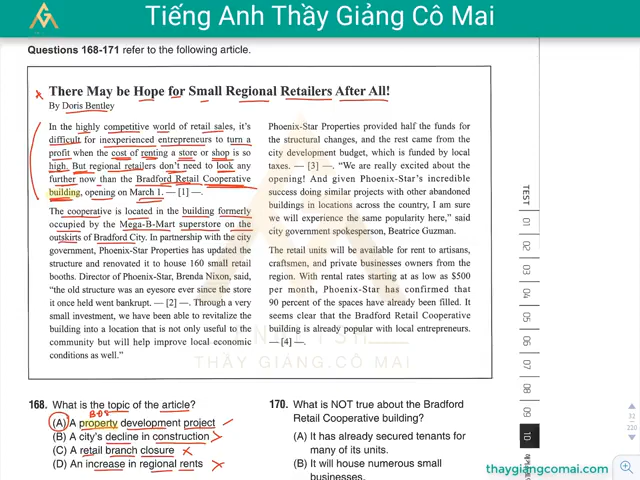 Tiếng Anh Thầy Giảng Cô Mai
Questions 168-171 refer to the following article.
There May be Hope for Small Regional Retailers After All!
By Doris Bentley
In the highly competitive world of retail sales, it's
difficult for inexperienced entrepreneurs to turn a
profit when the cost of renting a store or shop is so
high. But regional retailers don't need to look any
further now than the Bradford Retail Cooperative
building, opening on March 1. — [1] —.
The cooperative is located in the building formerly
occupied by the Mega-B-Mart superstore on the
outskirts of Bradford City. In partnership with the city
government, Phoenix-Star Properties has updated the
structure and renovated it to house 160 small retail
booths. Director of Phoenix-Star, Brenda Nixon, said,
"the old structure was an eyesore ever since the store
it once held went bankrupt. — [2] —. Through a very
small investment, we have been able to revitalize the
building into a location that is not only useful to the
community but will help improve local economic
conditions as well."
Phoenix-Star Properties provided half the funds for
the structural changes, and the rest came from the
city development budget, which is funded by local
taxes. — [3] —. "We are really excited about the
opening! And given Phoenix-Star's incredible
success doing similar projects with other abandoned
buildings in locations across the country, I am sure
we will experience the same popularity here," said
city government spokesperson, Beatrice Guzman.
The retail units will be available for rent to artisans,
craftsmen, and private businesses owners from the
region. With rental rates starting at as low as $500
per month, Phoenix-Star has confirmed that
90 percent of the spaces have already been filled. It
seems clear that the Bradford Retail Cooperative
building is already popular with local entrepreneurs.
— [4] —.
THẦY GIẢNG.CÔ MAI
168. What is the topic of the article?
BĐS
(A) A property development project
(B) A city's decline in construction
(C) A retail branch closure
(D) An increase in regional rents
170. What is NOT true about the Bradford
Retail Cooperative building?
(A) It has already secured tenants for
many of its units.
(B) It will house numerous small
businesses.
TEST
01
02
03
04
05
06
07
08
09
10
32
220
thaygiangcomai.com